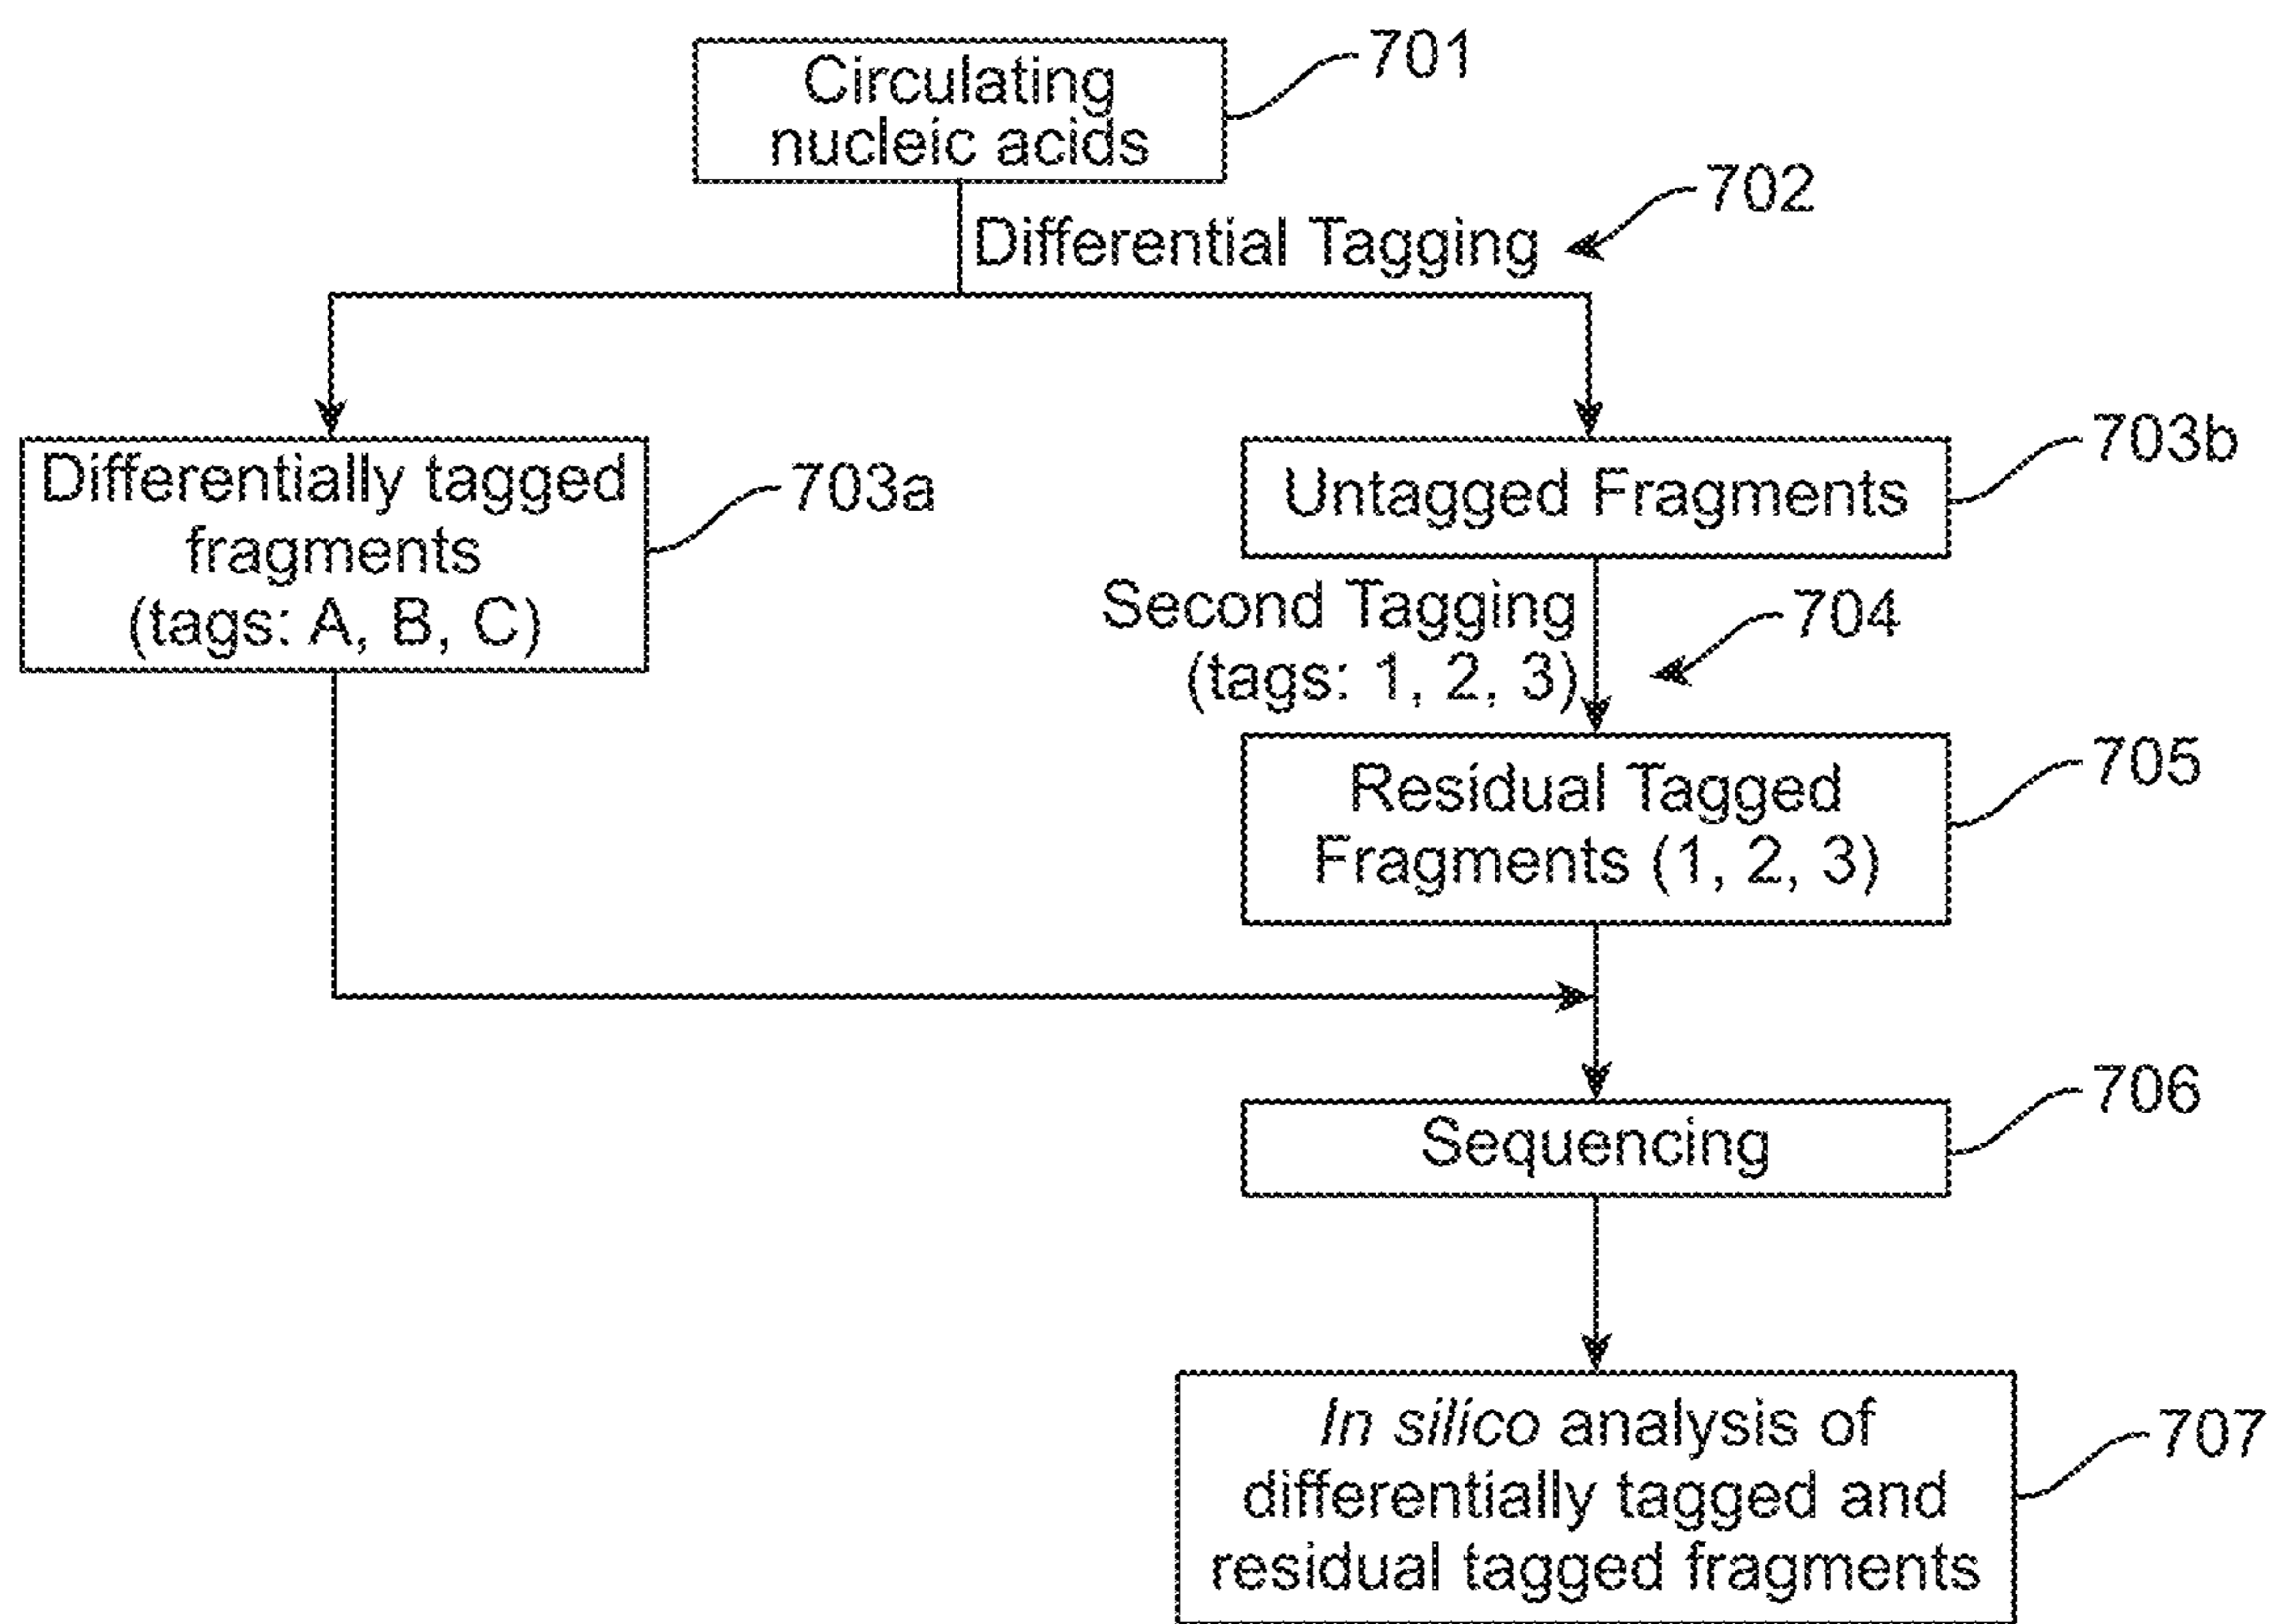 Circulating
nucleic acids
701
Differential Tagging
702
Differentially tagged
fragments
(tags: A, B, C)
703a
Untagged Fragments
703b
Second Tagging
(tags: 1, 2, 3)
704
Residual Tagged
Fragments (1, 2, 3)
705
Sequencing
706
In silico analysis of
differentially tagged and
residual tagged fragments
707